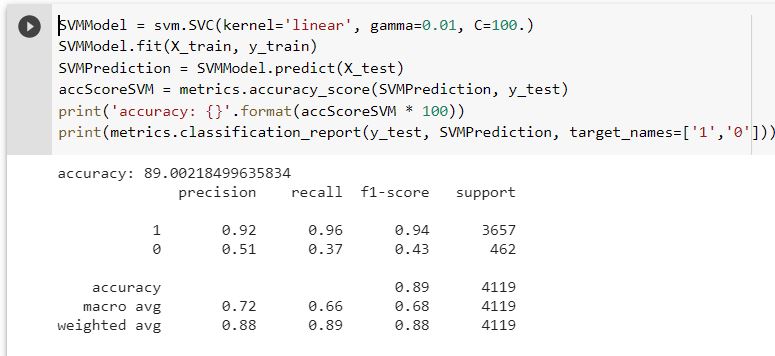 SVMModel = svm.SVC(kernel='linear', gamma=0.01, C=100.)
SVMModel.fit(X_train, y_train)
SVMPrediction = SVMModel.predict(X_test)
accScoreSVM = metrics.accuracy_score(SVMPrediction, y_test)
print('accuracy: {}'.format(accScoreSVM * 100))
print(metrics.classification_report(y_test, SVMPrediction, target_names=['1','0']))
accuracy: 89.00218499635834
precision recall f1-score support
1 0.92 0.96 0.94 3657
0 0.51 0.37 0.43 462
accuracy 0.89 4119
macro avg 0.72 0.66 0.68 4119
weighted avg 0.88 0.89 0.88 4119